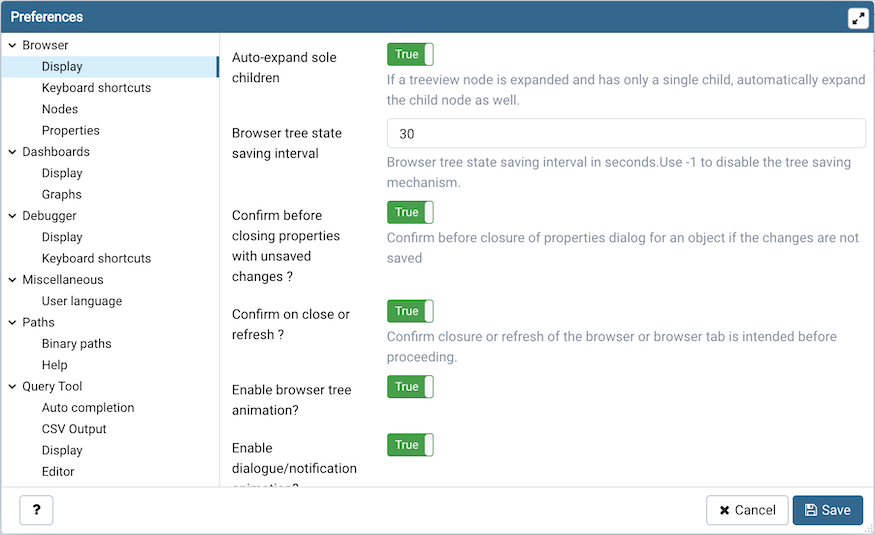 Preferences
Browser
Display
Keyboard shortcuts
Nodes
Properties
Dashboards
Display
Graphs
Debugger
Display
Keyboard shortcuts
Miscellaneous
User language
Paths
Binary paths
Help
Query Tool
Auto completion
CSV Output
Display
Editor
Auto-expand sole
children
True
If a treeview node is expanded and has only a single child, automatically expand
the child node as well.
Browser tree state
saving interval
30
Browser tree state saving interval in seconds.Use -1 to disable the tree saving
mechanism.
Confirm before
closing properties
with unsaved
changes ?
True
Confirm before closure of properties dialog for an object if the changes are not
saved
Confirm on close or
refresh ?
True
Confirm closure or refresh of the browser or browser tab is intended before
proceeding.
Enable browser tree
animation?
True
Enable
dialogue/notification
animation?
True
?
Cancel
Save